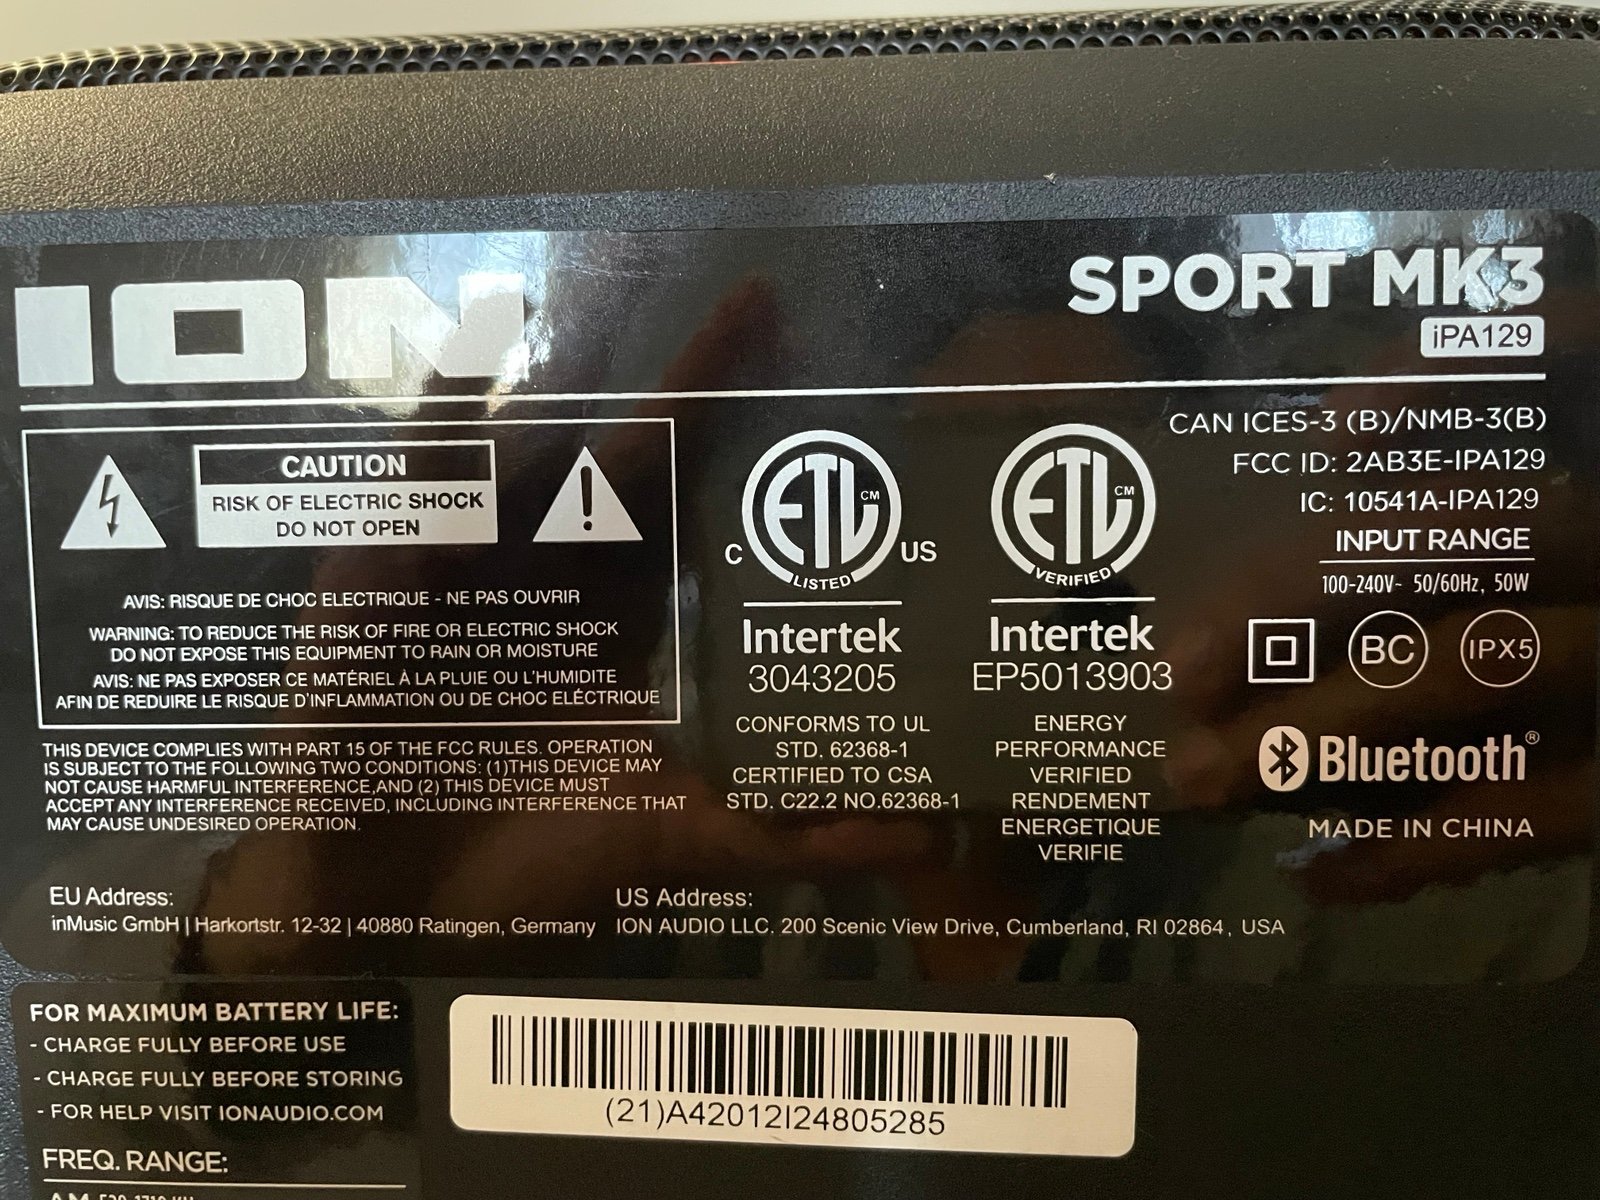 ION
SPORT MK3
iPA129
CAUTION
RISK OF ELECTRIC SHOCK
DO NOT OPEN
AVIS: RISQUE DE CHOC ELECTRIQUE - NE PAS OUVRIR
WARNING: TO REDUCE THE RISK OF FIRE OR ELECTRIC SHOCK
DO NOT EXPOSE THIS EQUIPMENT TO RAIN OR MOISTURE
AVIS: NE PAS EXPOSER CE MATÉRIEL À LA PLUIE OU L'HUMIDITE
AFIN DE REDUIRE LE RISQUE D'INFLAMMATION OU DE CHOC ELÉCTRIQUE
THIS DEVICE COMPLIES WITH PART 15 OF THE FCC RULES. OPERATION
IS SUBJECT TO THE FOLLOWING TWO CONDITIONS: (1)THIS DEVICE MAY
NOT CAUSE HARMFUL INTERFERENCE,AND (2) THIS DEVICE MUST
ACCEPT ANY INTERFERENCE RECEIVED, INCLUDING INTERFERENCE THAT
MAY CAUSE UNDESIRED OPERATION.
C ETL CM US
LISTED
Intertek
3043205
CONFORMS TO UL
STD. 62368-1
CERTIFIED TO CSA
STD. C22.2 NO.62368-1
ETL CM
VERIFIED
Intertek
EP5013903
ENERGY
PERFORMANCE
VERIFIED
RENDEMENT
ENERGETIQUE
VERIFIE
CAN ICES-3 (B)/NMB-3(B)
FCC ID: 2AB3E-IPA129
IC: 10541A-IPA129
INPUT RANGE
100-240V~ 50/60Hz, 50W
BC IPX5
Bluetooth®
MADE IN CHINA
EU Address:
inMusic GmbH | Harkortstr. 12-32 | 40880 Ratingen, Germany
US Address:
ION AUDIO LLC. 200 Scenic View Drive, Cumberland, RI 02864, USA
FOR MAXIMUM BATTERY LIFE:
- CHARGE FULLY BEFORE USE
- CHARGE FULLY BEFORE STORING
- FOR HELP VISIT IONAUDIO.COM
FREQ. RANGE:
AM
(21)A42012I24805285